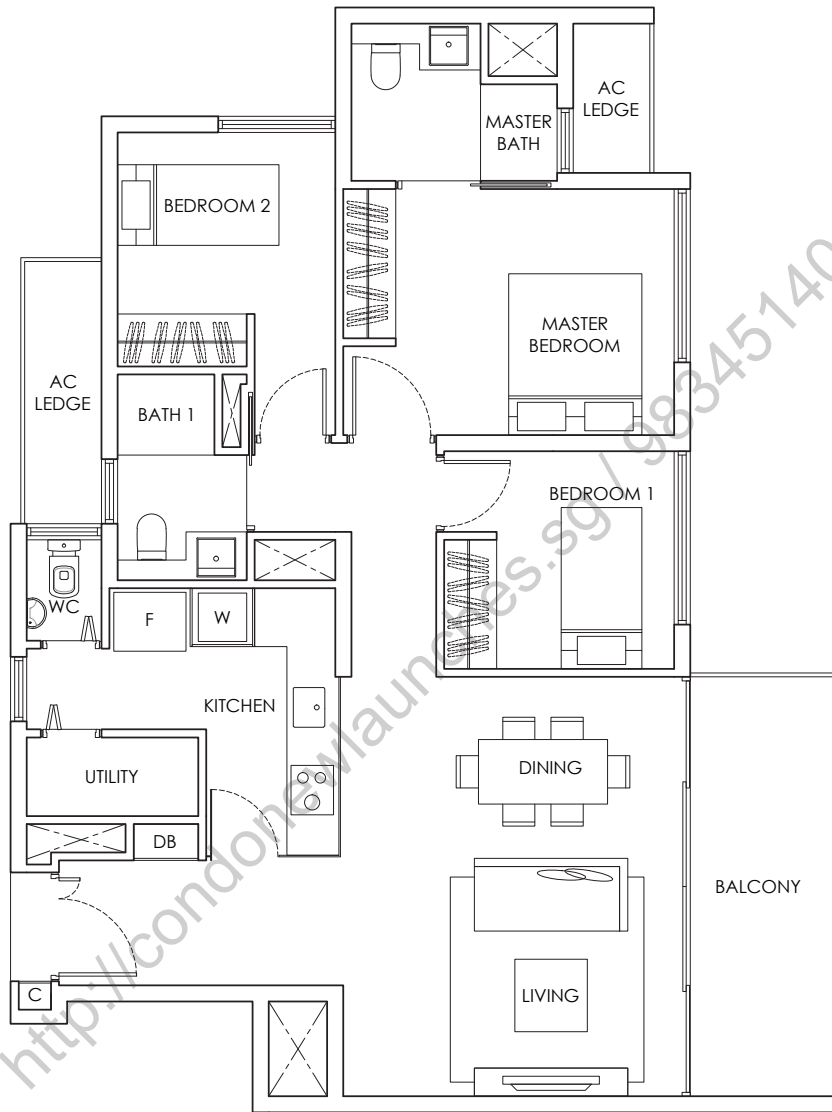 AC
LEDGE
MASTER
BATH
BEDROOM 2
MASTER
BEDROOM
AC
LEDGE
BATH 1
BEDROOM 1
WC
F
W
KITCHEN
UTILITY
DINING
DB
BALCONY
LIVING
C
http://condonewlaunches.sg / 98345140